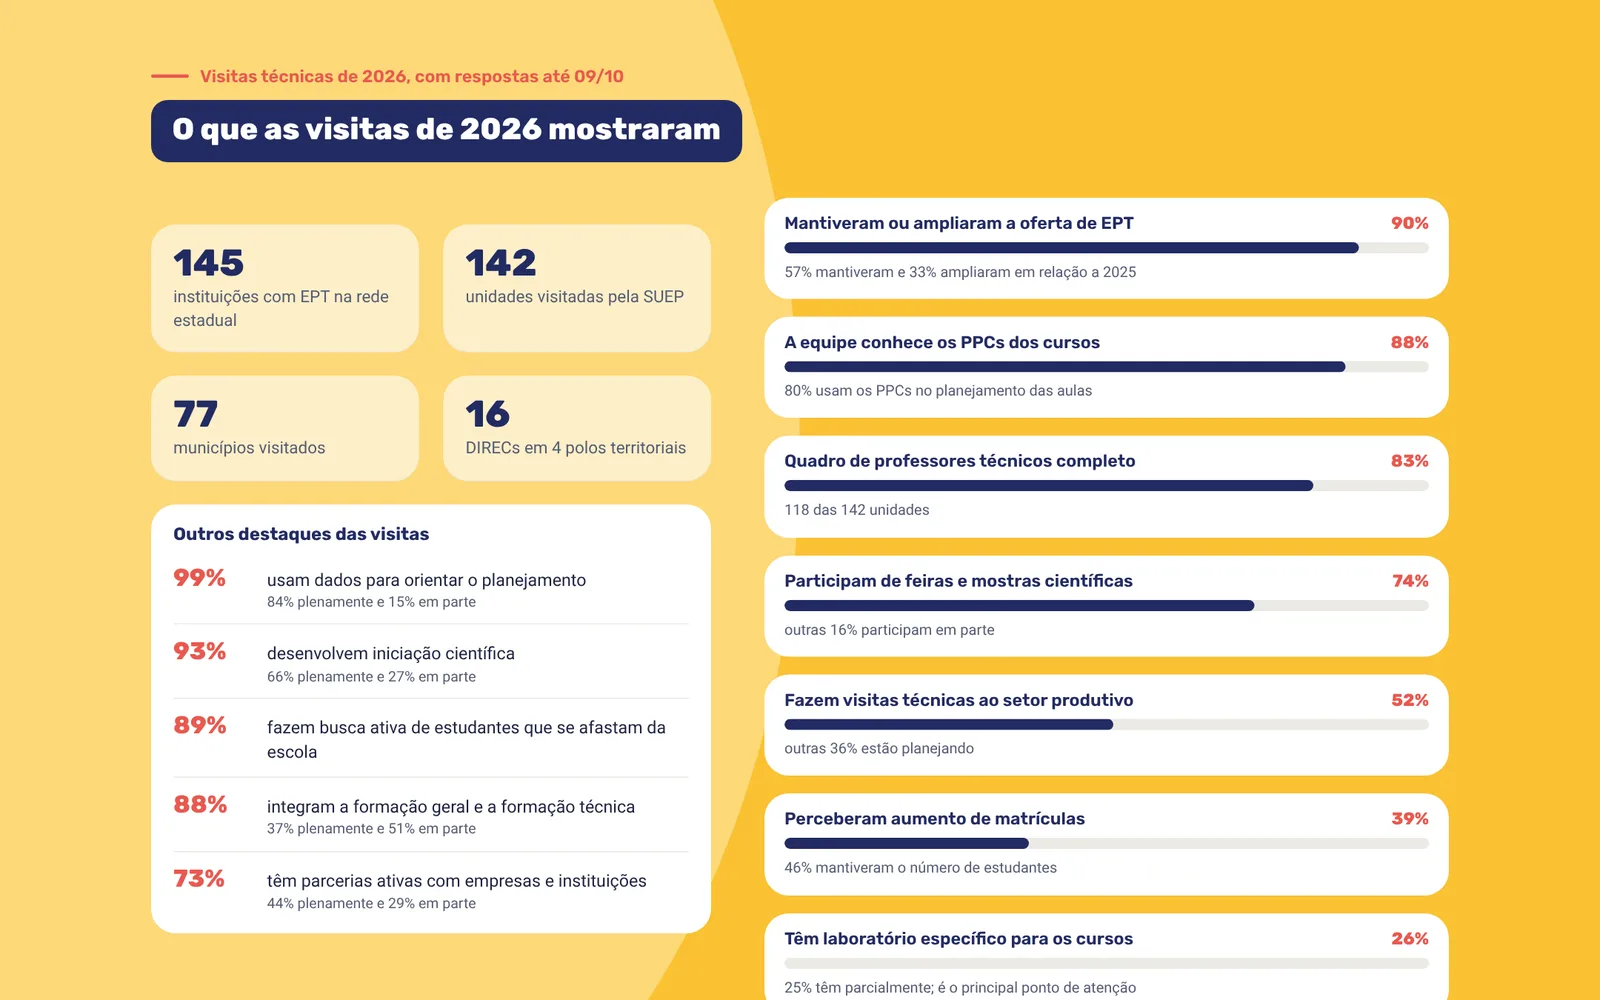 Visitas técnicas de 2026, com respostas até 09/10
O que as visitas de 2026 mostraram
145
instituições com EPT na rede
estadual
142
unidades visitadas pela SUEP
77
municípios visitados
16
DIRECs em 4 polos territoriais
Outros destaques das visitas
99%
usam dados para orientar o planejamento
84% plenamente e 15% em parte
93%
desenvolvem iniciação científica
66% plenamente e 27% em parte
89%
fazem busca ativa de estudantes que se afastam da
escola
88%
integram a formação geral e a formação técnica
37% plenamente e 51% em parte
73%
têm parcerias ativas com empresas e instituições
44% plenamente e 29% em parte
Mantiveram ou ampliaram a oferta de EPT 90%
57% mantiveram e 33% ampliaram em relação a 2025
A equipe conhece os PPCs dos cursos 88%
80% usam os PPCs no planejamento das aulas
Quadro de professores técnicos completo 83%
118 das 142 unidades
Participam de feiras e mostras científicas 74%
outras 16% participam em parte
Fazem visitas técnicas ao setor produtivo 52%
outras 36% estão planejando
Perceberam aumento de matrículas 39%
46% mantiveram o número de estudantes
Têm laboratório específico para os cursos 26%
25% têm parcialmente; é o principal ponto de atenção